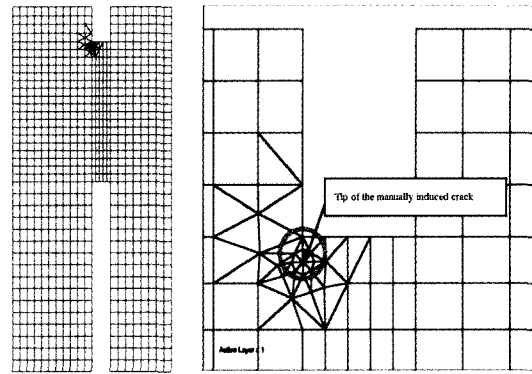 Tip of the manually induced crack
Active Layer : 1